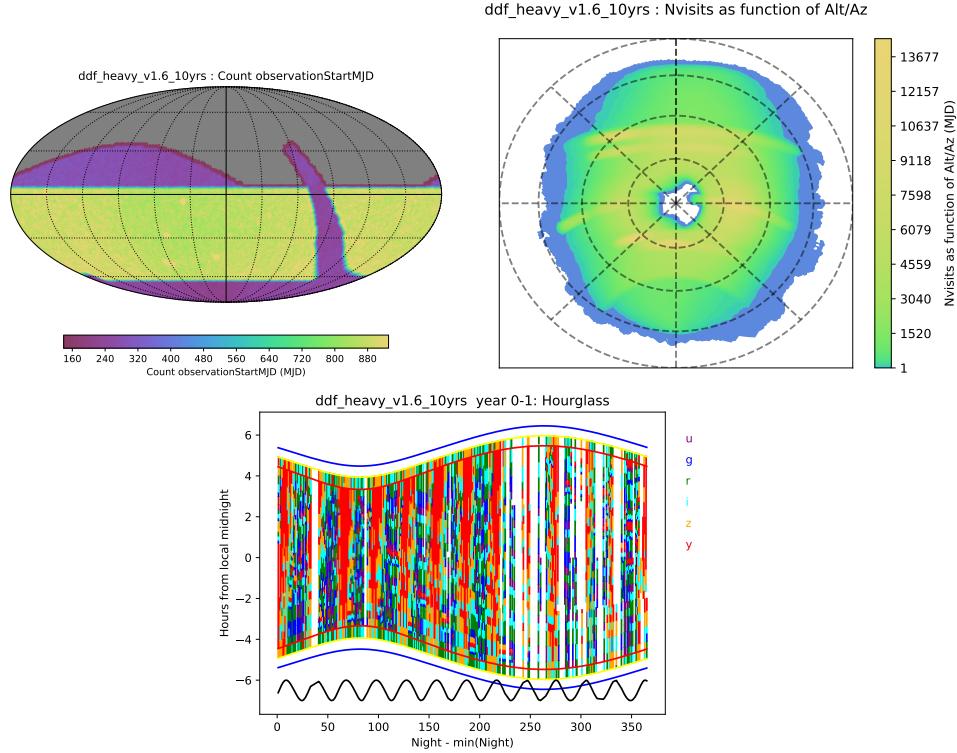 ddf_heavy_v1.6_10yrs : Count observationStartMJD
160 240 320 400 480 560 640 720 800 880
Count observationStartMJD (MJD)
ddf_heavy_v1.6_10yrs : Nvisits as function of Alt/Az
13677
12157
10637
9118
7598
6079
4559
3040
1520
1
Nvisits as function of Alt/Az (MJD)
ddf_heavy_v1.6_10yrs year 0-1: Hourglass
Hours from local midnight
6
4
2
0
−2
−4
−6
0 50 100 150 200 250 300 350
Night - min(Night)
u
g
r
i
z
y